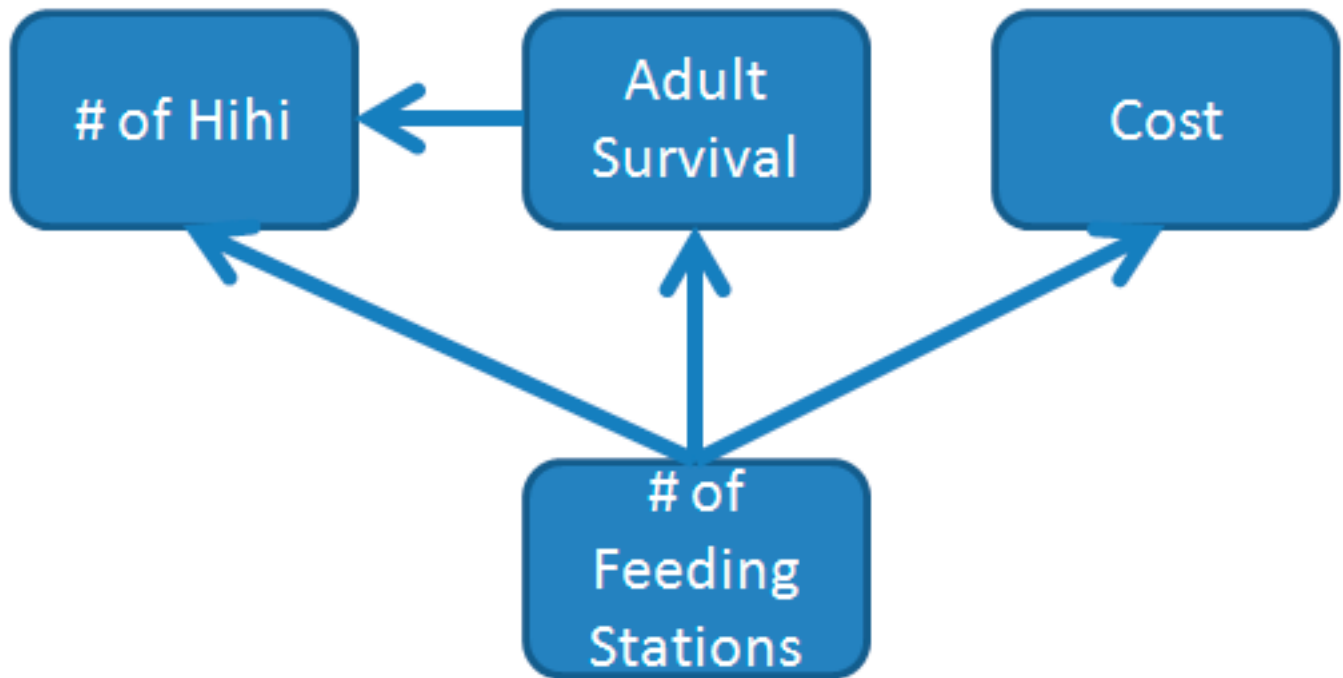 # of Hihi
Adult
Survival
Cost
# of
Feeding
Stations